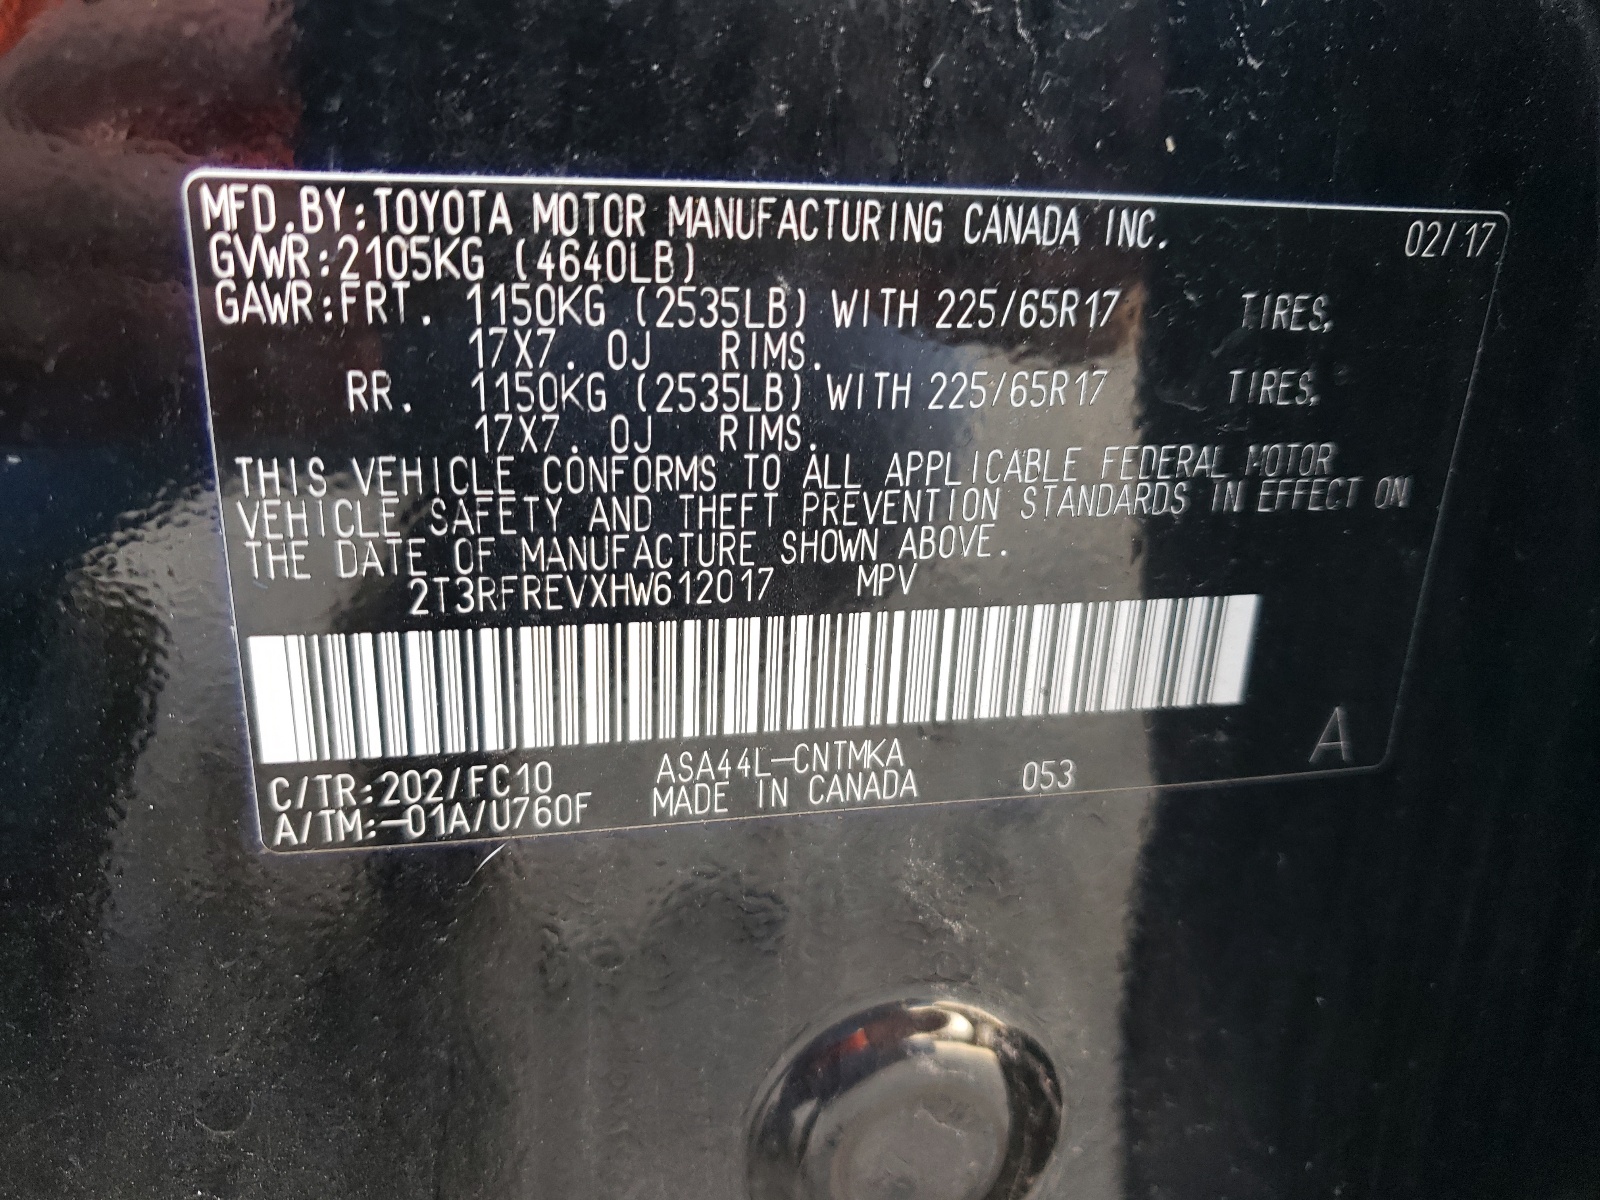 MFD.BY:TOYOTA MOTOR MANUFACTURING CANADA INC. 02/17
GVWR:2105KG (4640LB)
GAWR:FRT. 1150KG (2535LB) WITH 225/65R17 TIRES,
17X7. 0J RIMS.
RR. 1150KG (2535LB) WITH 225/65R17 TIRES,
17X7. 0J RIMS.
THIS VEHICLE CONFORMS TO ALL APPLICABLE FEDERAL MOTOR
VEHICLE SAFETY AND THEFT PREVENTION STANDARDS IN EFFECT ON
THE DATE OF MANUFACTURE SHOWN ABOVE.
2T3RFREVXHW612017 MPV
C/TR:202/FC10 ASA44L-CNTMKA 053 A
A/TM:-01A/U760F MADE IN CANADA